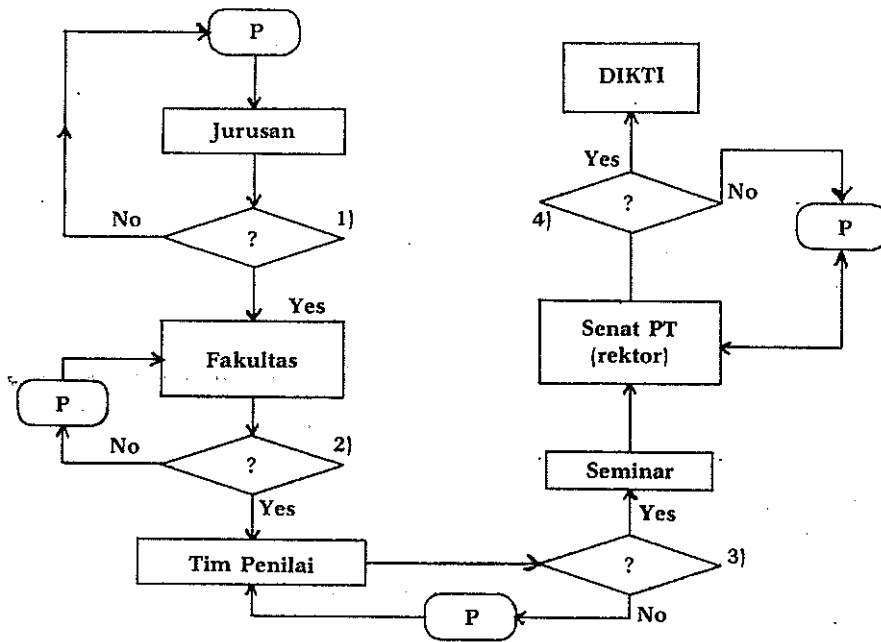 P
Jurusan
No
?
1)
Yes
Fakultas
P
No
?
2)
Yes
Tim Penilai
?
3)
No
P
Yes
Seminar
Senat PT
(rektor)
4)
?
No
P
Yes
DIKTI